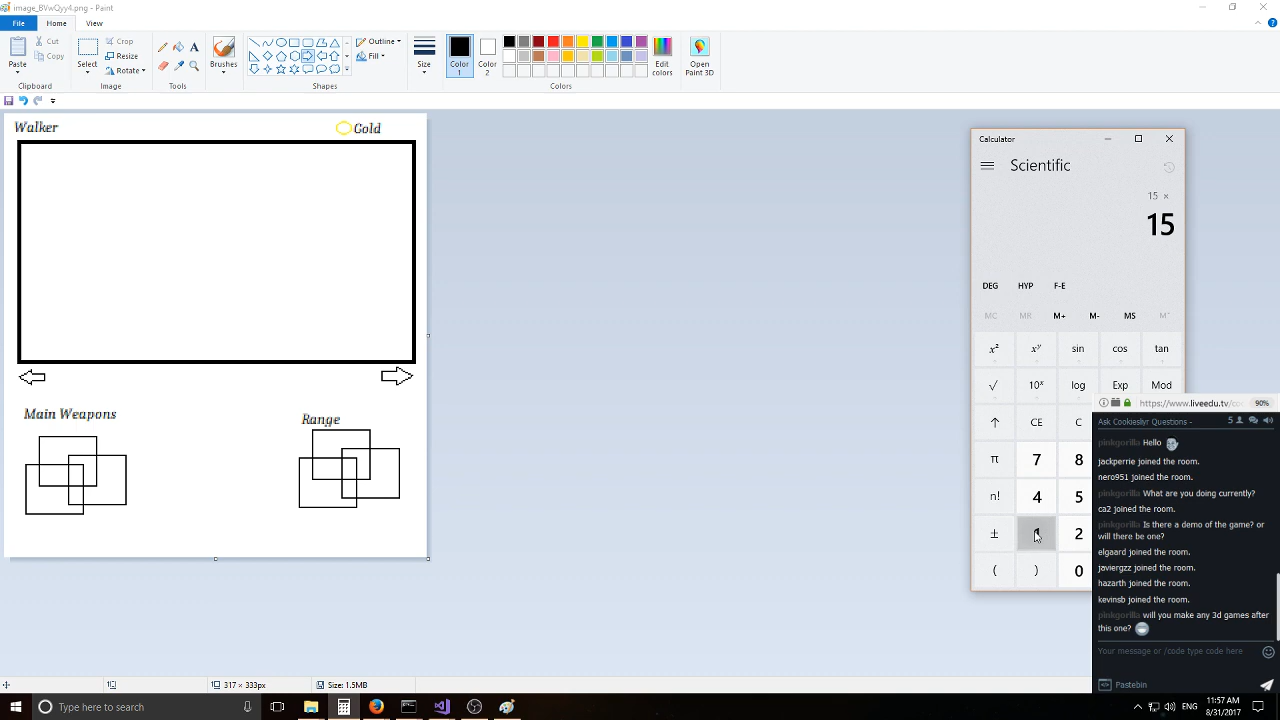 image_BVwQyy4.png - Paint
File Home View
Paste
Cut
Copy
Clipboard
Select
Crop
Resize
Rotate
Image
A
Tools
Brushes
Outline
Fill
Shapes
Size
Color 1
Color 2
Edit colors
Colors
Open Paint 3D
Walker
Gold
Main Weapons
Range
Calculator
Scientific
15 ×
15
DEG HYP F-E
MC MR M+ M- MS M˅
x² xʸ sin cos tan
√ 10ˣ log Exp Mod
↑ CE C
π 7 8
n! 4 5
± 1 2
( ) 0
https://www.liveedu.tv/co 90%
Ask Cookieslyr Questions - 5
pinkgorilla Hello
jackperrie joined the room.
nero951 joined the room.
pinkgorilla What are you doing currently?
ca2 joined the room.
pinkgorilla Is there a demo of the game? or
will there be one?
elgaard joined the room.
javiergzz joined the room.
hazarth joined the room.
kevinsb joined the room.
pinkgorilla will you make any 3d games after
this one?
Your message or /code type code here
Pastebin
317 × 333px
Size: 1.5MB
Type here to search
ENG
11:57 AM
8/31/2017